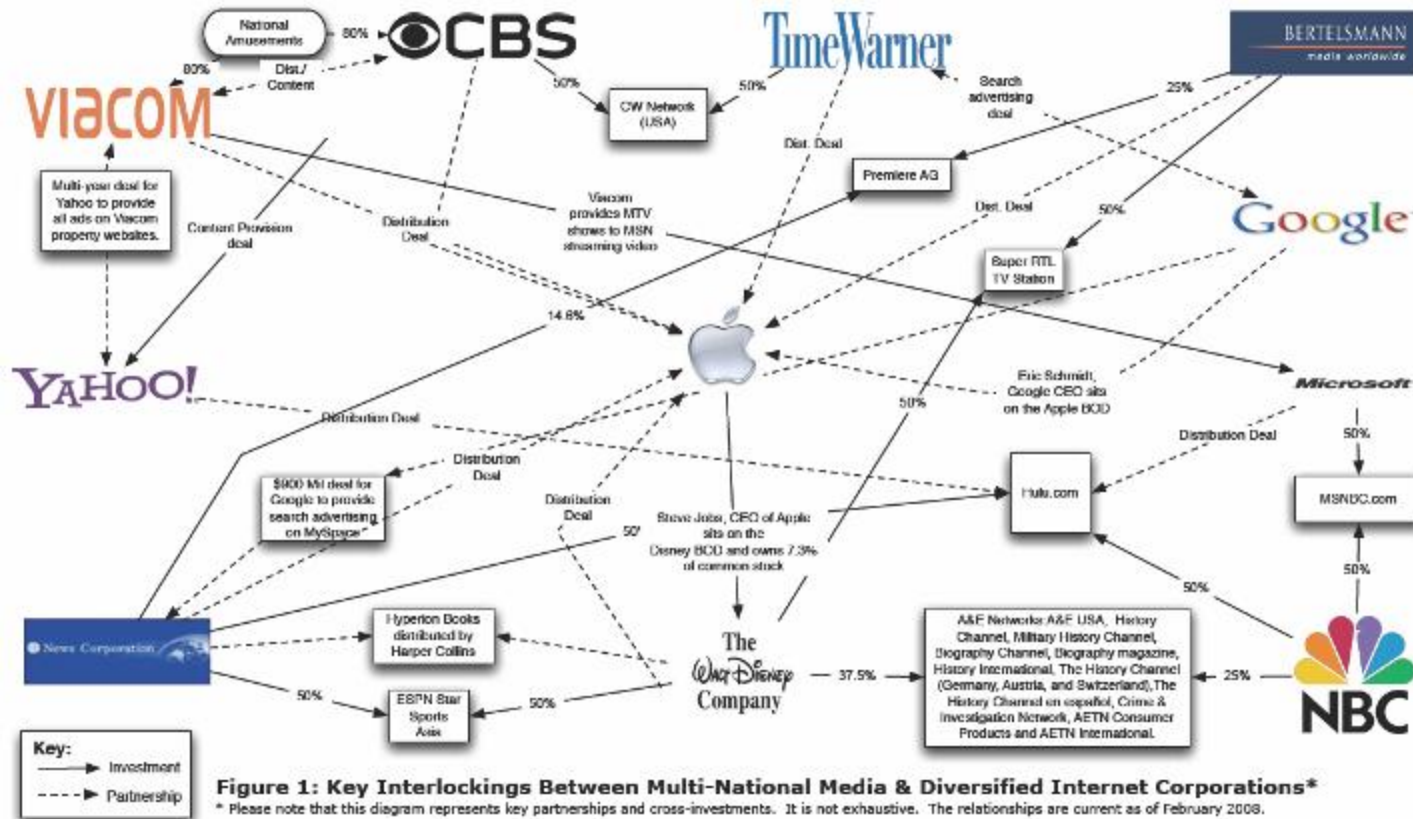 National
Amusements
80%
CBS
TimeWarner
BERTELSMANN
media worldwide
80%
Dist./
Content
VIACOM
50%
50%
CW Network
(USA)
Search
advertising
deal
25%
Dist. Deal
Premiere AG
Multi-year deal for
Yahoo to provide
all ads on Viacom
property websites.
Content Provision
deal
Distribution
Deal
Viacom
provides MTV
shows to MSN
streaming video
Dist. Deal
50%
Google
Super RTL
TV Station
14.6%
YAHOO!
Eric Schmidt,
Google CEO sits
on the Apple BOD
Microsoft
50%
Distribution Deal
Distribution Deal
50%
Distribution
Deal
$900 Mil deal for
Google to provide
search advertising
on MySpace
Distribution
Deal
Hulu.com
MSNBC.com
50'
Steve Jobs, CEO of Apple
sits on the
Disney BOD and owns 7.3%
of common stock
50%
50%
News Corporation
Hyperion Books
distributed by
Harper Collins
The
Walt Disney
Company
37.5%
A&E Networks:A&E USA, History
Channel, Military History Channel,
Biography Channel, Biography magazine,
History International, The History Channel
(Germany, Austria, and Switzerland),The
History Channel en español, Crime &
Investigation Network, AETN Consumer
Products and AETN International.
25%
NBC
50%
ESPN Star
Sports
Asia
50%
Key:
Investment
Partnership
Figure 1: Key Interlockings Between Multi-National Media & Diversified Internet Corporations*
* Please note that this diagram represents key partnerships and cross-investments. It is not exhaustive. The relationships are current as of February 2008.